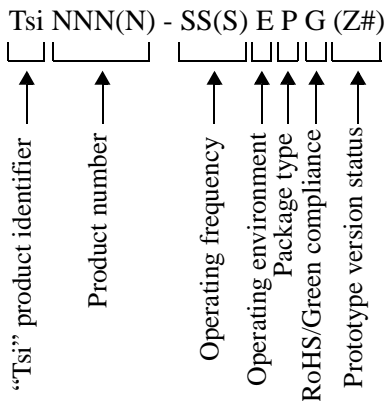 Tsi NNN(N) - SS(S) E P G (Z#)
“Tsi” product identifier
Product number
Operating frequency
Operating environment
Package type
RoHS/Green compliance
Prototype version status